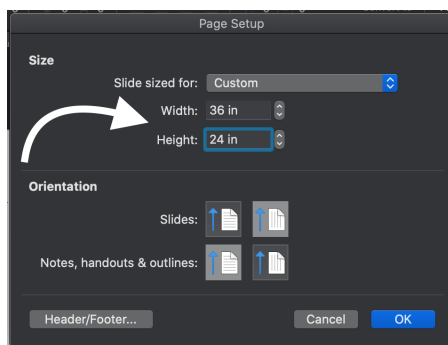 Page Setup
Size
Slide sized for: Custom
Width: 36 in
Height: 24 in
Orientation
Slides:
Notes, handouts & outlines:
Header/Footer... Cancel OK